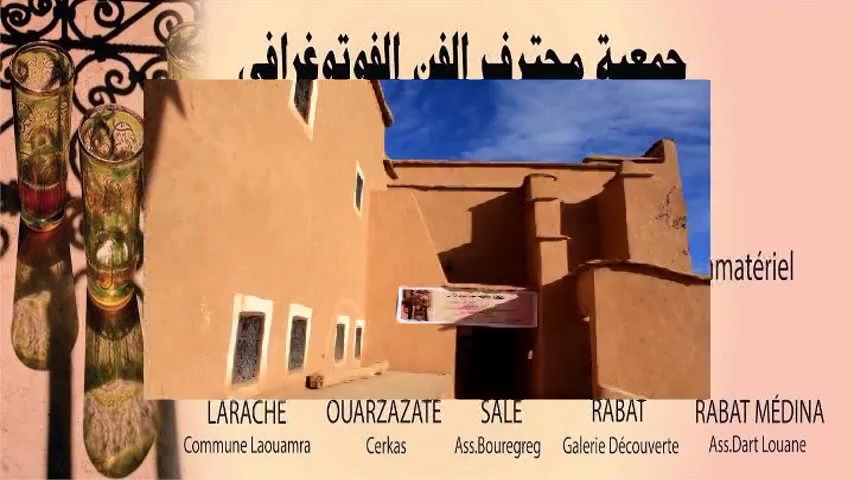 جمعية محترف الفن الفوتوغرافي
LARACHE OUARZAZATE SALE RABAT RABAT MÉDINA
Commune Laouamra Cerkas Ass.Bouregreg Galerie Découverte Ass.Dart Louane